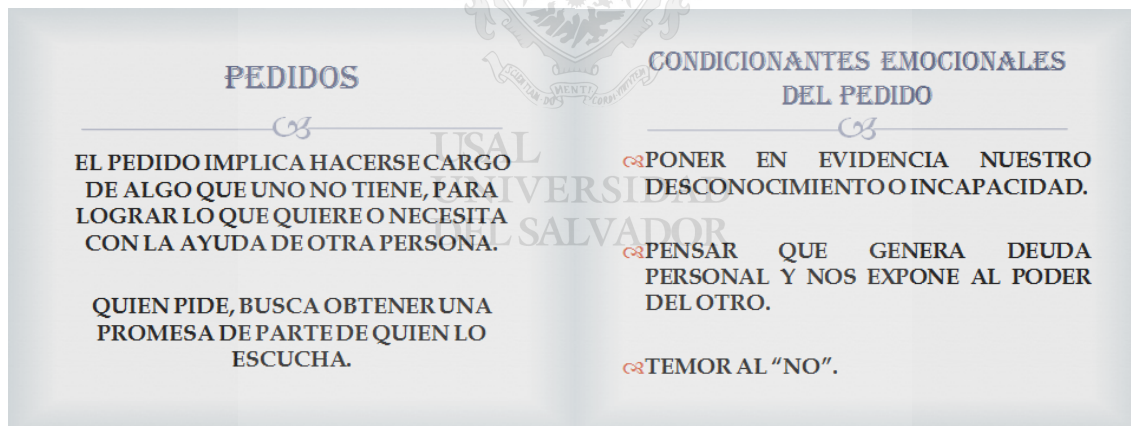 PEDIDOS
EL PEDIDO IMPLICA HACERSE CARGO
DE ALGO QUE UNO NO TIENE, PARA
LOGRAR LO QUE QUIERE O NECESITA
CON LA AYUDA DE OTRA PERSONA.
QUIEN PIDE, BUSCA OBTENER UNA
PROMESA DE PARTE DE QUIEN LO
ESCUCHA.
CONDICIONANTES EMOCIONALES
DEL PEDIDO
PONER EN EVIDENCIA NUESTRO
DESCONOCIMIENTO O INCAPACIDAD.
PENSAR QUE GENERA DEUDA
PERSONAL Y NOS EXPONE AL PODER
DEL OTRO.
TEMOR AL “NO”.
USAL
UNIVERSIDAD
DEL SALVADOR